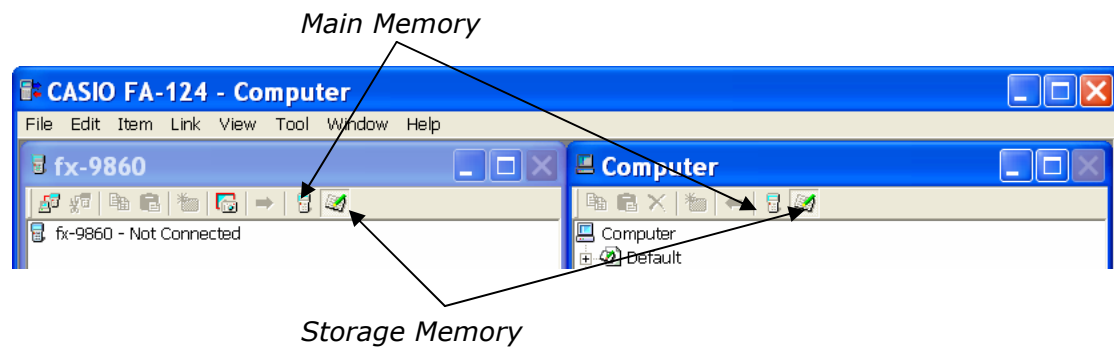 Main Memory
CASIO FA-124 - Computer
File Edit Item Link View Tool Window Help
fx-9860
Computer
fx-9860 - Not Connected
Computer
Default
Storage Memory